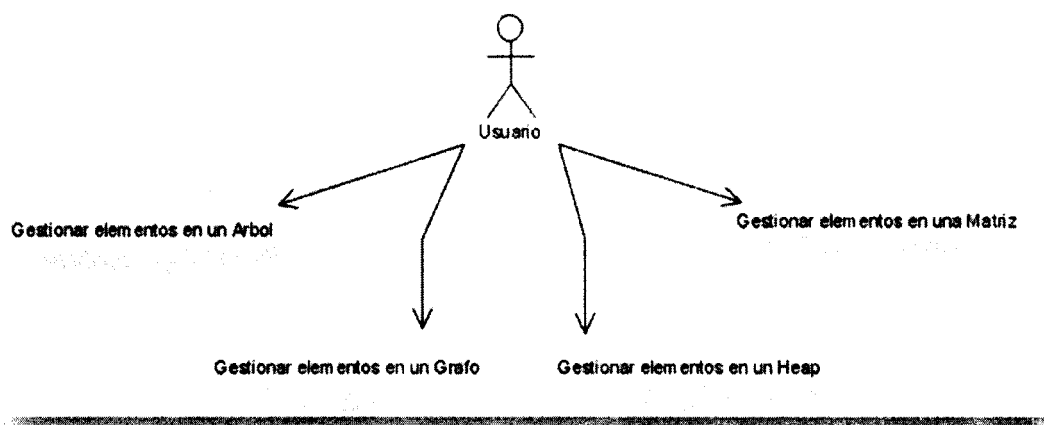 Usuario
Gestionar elementos en un Arbol
Gestionar elementos en una Matriz
Gestionar elementos en un Grafo
Gestionar elementos en un Heap